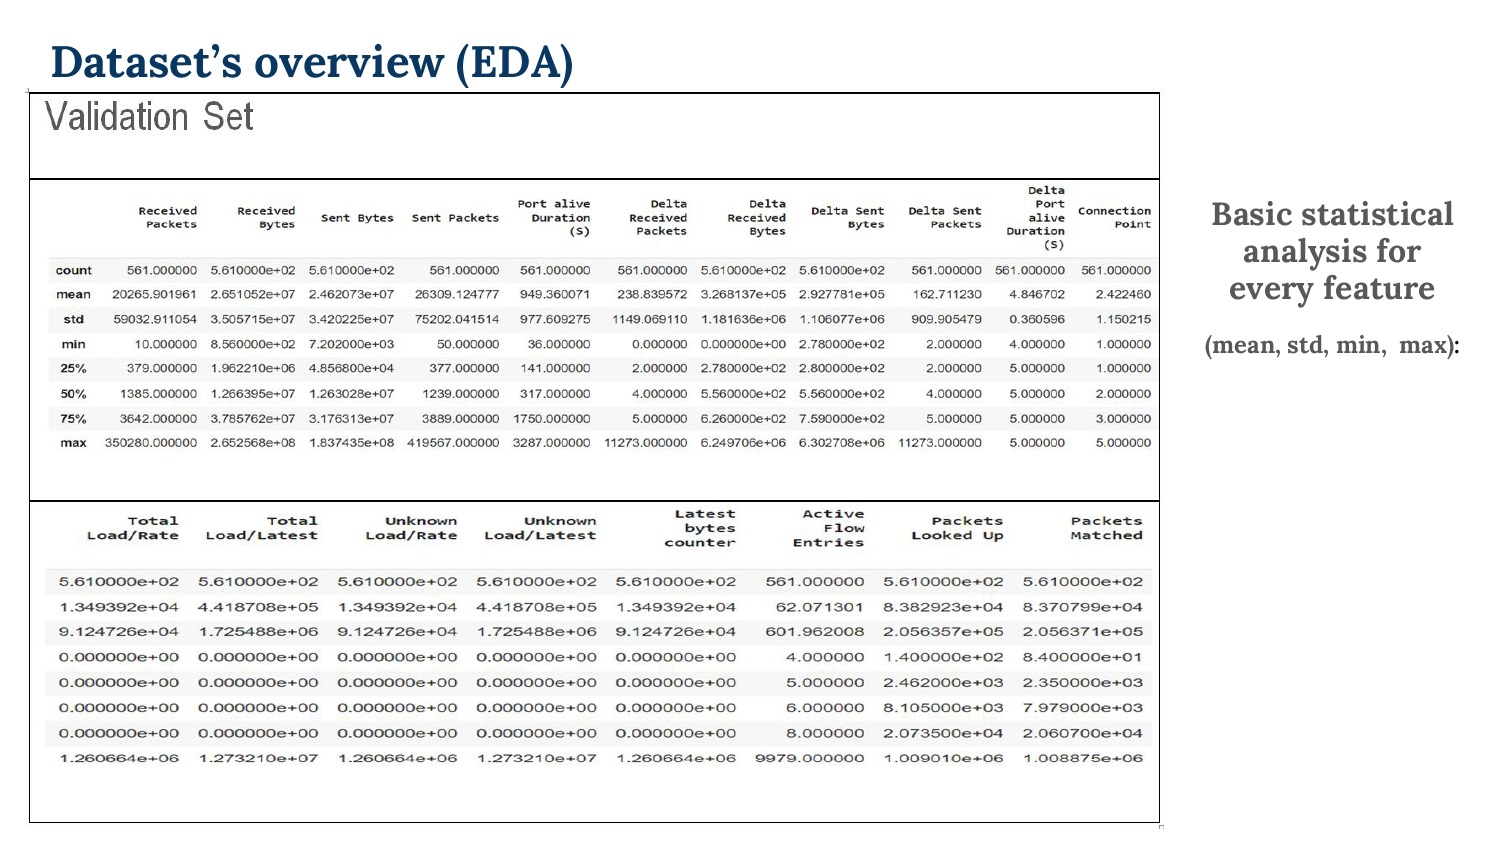 Dataset’s overview (EDA)
Validation Set
Received Packets Received Bytes Sent Bytes Sent Packets Port alive Duration (S) Delta Received Packets Delta Received Bytes Delta Sent Bytes Delta Sent Packets Delta Port alive Duration (S) Connection Point
count 561.000000 5.610000e+02 5.610000e+02 561.000000 561.000000 561.000000 5.610000e+02 5.610000e+02 561.000000 561.000000 561.000000
mean 20265.901961 2.651052e+07 2.462073e+07 26309.124777 949.360071 238.839572 3.268137e+05 2.927781e+05 162.711230 4.846702 2.422460
std 59032.911054 3.505715e+07 3.420225e+07 75202.041514 977.609275 1149.069110 1.181636e+06 1.106077e+06 909.905479 0.360596 1.150215
min 10.000000 8.560000e+02 7.202000e+03 50.000000 36.000000 0.000000 0.000000e+00 2.780000e+02 2.000000 4.000000 1.000000
25% 379.000000 1.962210e+06 4.856800e+04 377.000000 141.000000 2.000000 2.780000e+02 2.800000e+02 2.000000 5.000000 1.000000
50% 1385.000000 1.266395e+07 1.263028e+07 1239.000000 317.000000 4.000000 5.560000e+02 5.560000e+02 4.000000 5.000000 2.000000
75% 3642.000000 3.785762e+07 3.176313e+07 3889.000000 1750.000000 5.000000 6.260000e+02 7.590000e+02 5.000000 5.000000 3.000000
max 350280.000000 2.652568e+08 1.837435e+08 419567.000000 3287.000000 11273.000000 6.249706e+06 6.302708e+06 11273.000000 5.000000 5.000000
Total Load/Rate Total Load/Latest Unknown Load/Rate Unknown Load/Latest Latest bytes counter Active Flow Entries Packets Looked Up Packets Matched
5.610000e+02 5.610000e+02 5.610000e+02 5.610000e+02 5.610000e+02 561.000000 5.610000e+02 5.610000e+02
1.349392e+04 4.418708e+05 1.349392e+04 4.418708e+05 1.349392e+04 62.071301 8.382923e+04 8.370799e+04
9.124726e+04 1.725488e+06 9.124726e+04 1.725488e+06 9.124726e+04 601.962008 2.056357e+05 2.056371e+05
0.000000e+00 0.000000e+00 0.000000e+00 0.000000e+00 0.000000e+00 4.000000 1.400000e+02 8.400000e+01
0.000000e+00 0.000000e+00 0.000000e+00 0.000000e+00 0.000000e+00 5.000000 2.462000e+03 2.350000e+03
0.000000e+00 0.000000e+00 0.000000e+00 0.000000e+00 0.000000e+00 6.000000 8.105000e+03 7.979000e+03
0.000000e+00 0.000000e+00 0.000000e+00 0.000000e+00 0.000000e+00 8.000000 2.073500e+04 2.060700e+04
1.260664e+06 1.273210e+07 1.260664e+06 1.273210e+07 1.260664e+06 9979.000000 1.009010e+06 1.008875e+06
Basic statistical
analysis for
every feature
(mean, std, min, max):